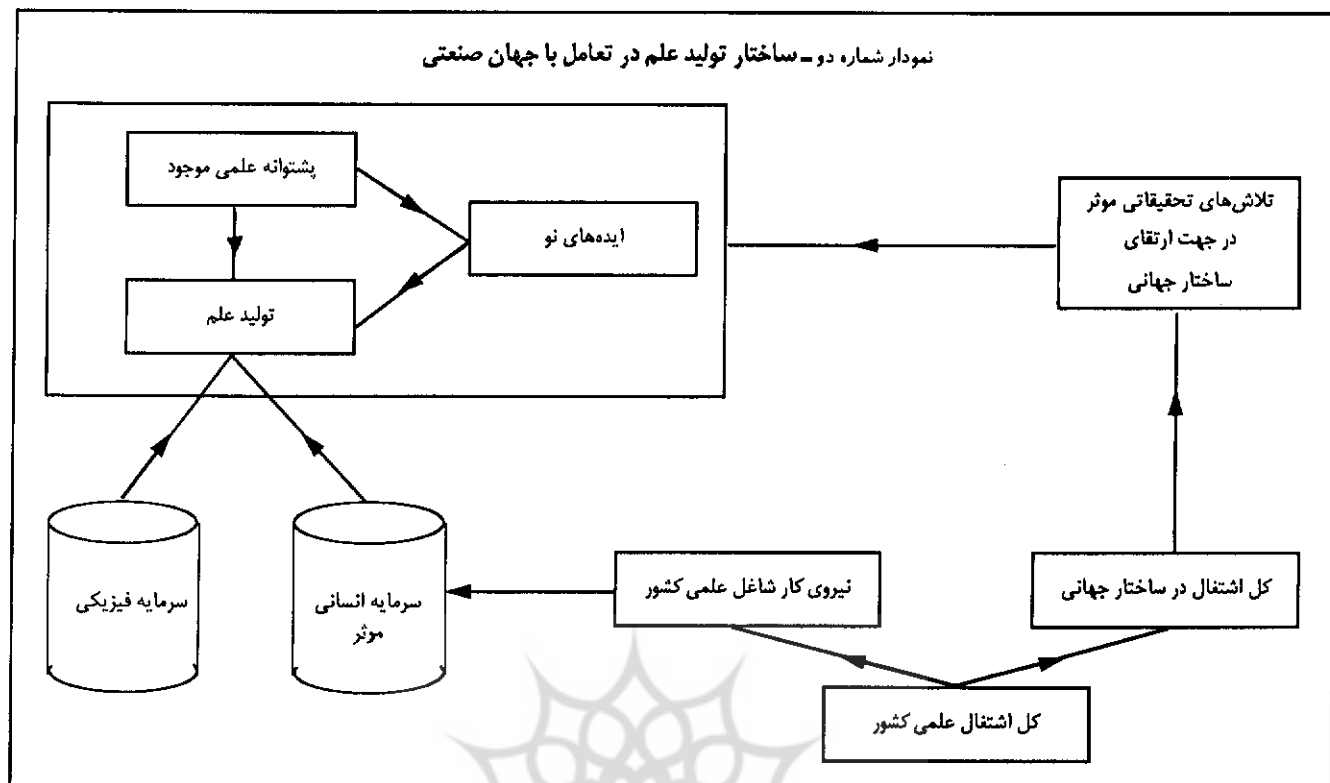 نمودار شماره دو ــ ساختار تولید علم در تعامل با جهان صنعتی
پشتوانه علمی موجود
ایده‌های نو
تولید علم
تلاش‌های تحقیقاتی موثر
در جهت ارتقای
ساختار جهانی
سرمایه فیزیکی
سرمایه انسانی
موثر
نیروی کار شاغل علمی کشور
کل اشتغال در ساختار جهانی
کل اشتغال علمی کشور